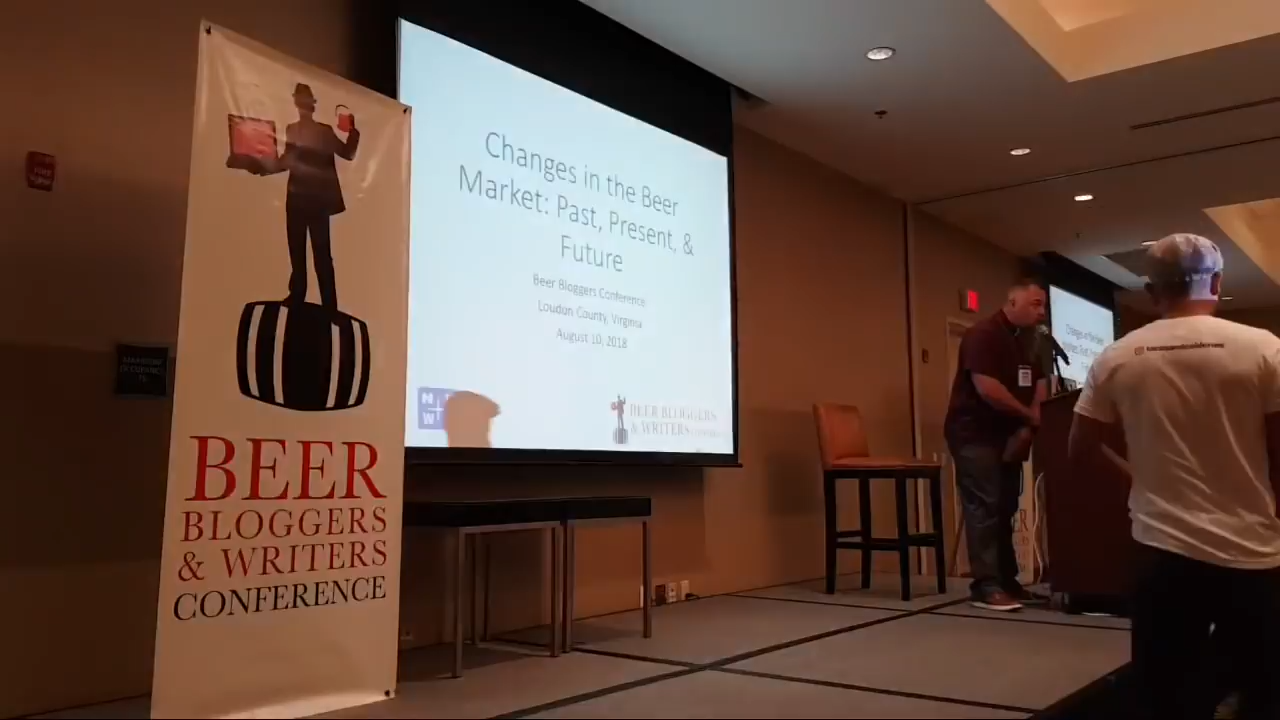 BEER
BLOGGERS
& WRITERS
CONFERENCE
Changes in the Beer
Market: Past, Present, &
Future
Beer Bloggers Conference
Loudon County, Virginia
August 10, 2018
BEER BLOGGERS
& WRITERS